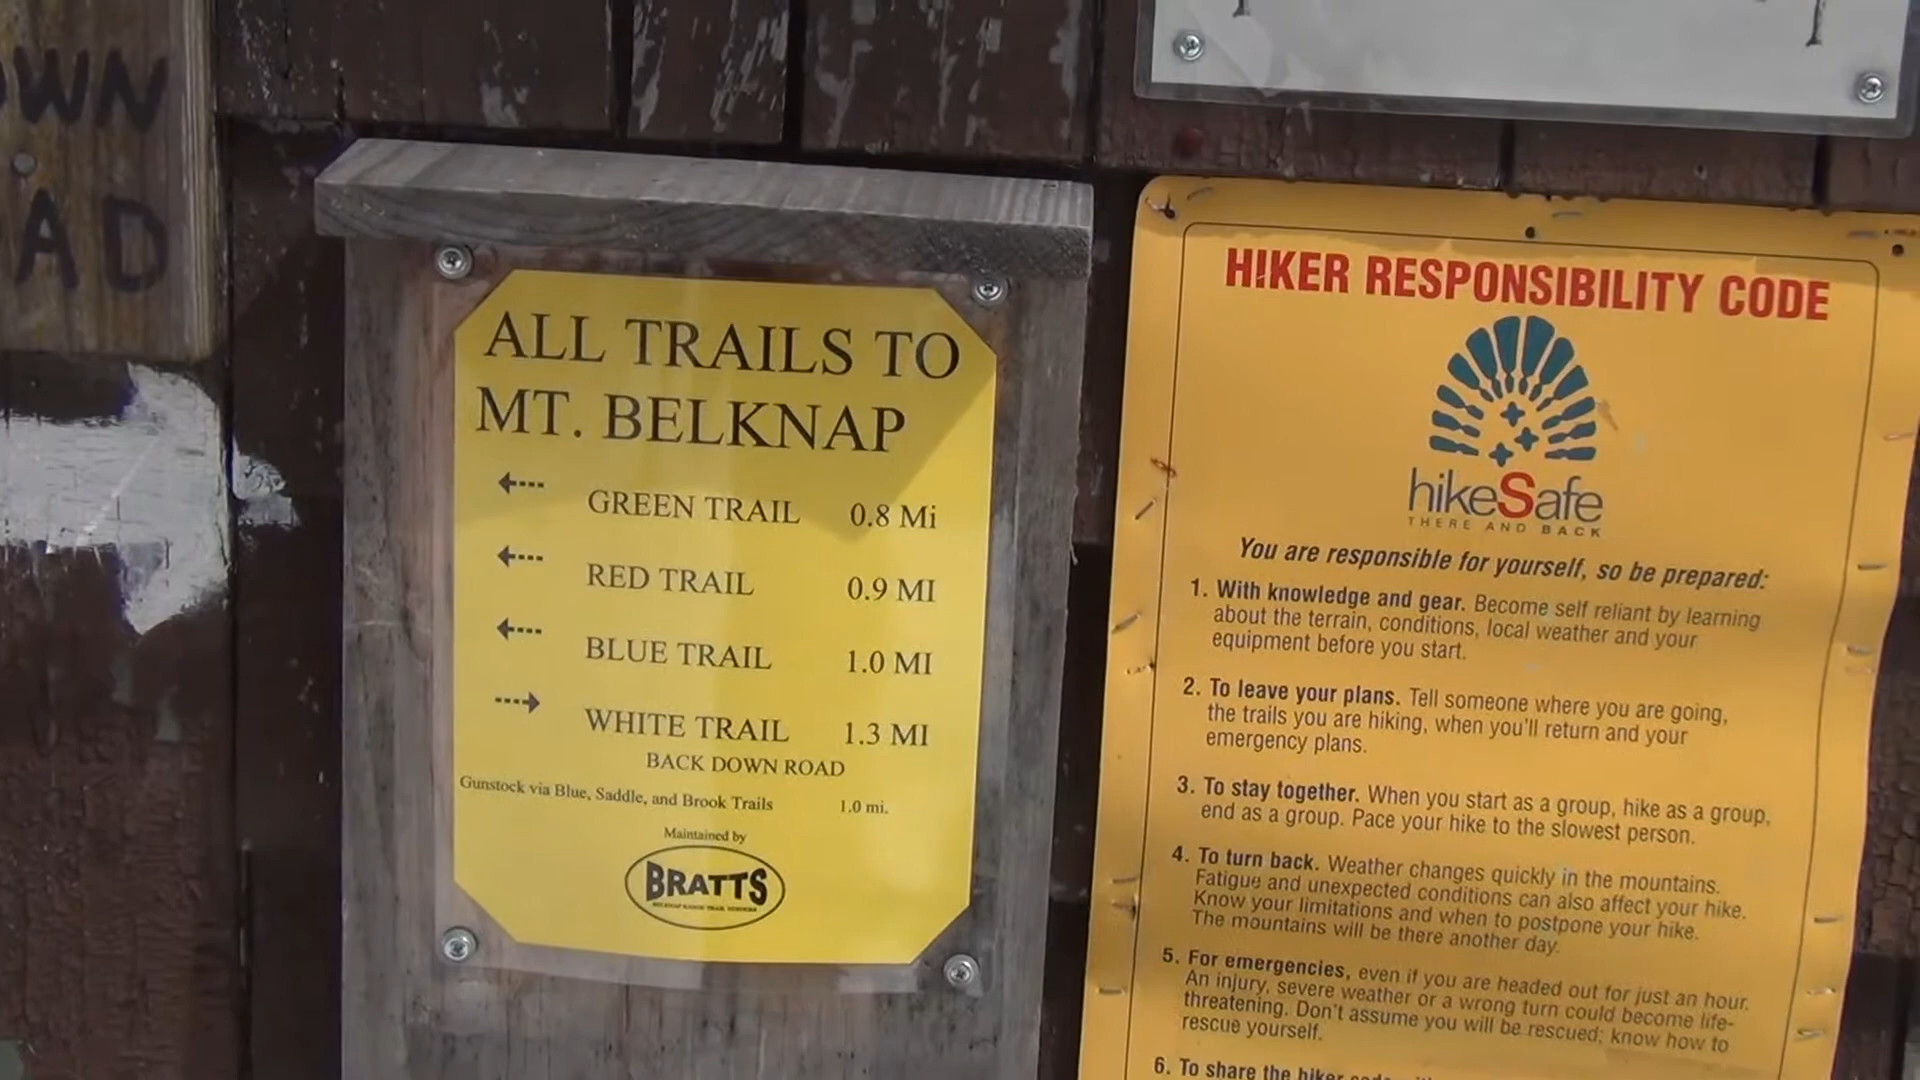 OWN
AD
ALL TRAILS TO
MT. BELKNAP
GREEN TRAIL 0.8 Mi
RED TRAIL 0.9 MI
BLUE TRAIL 1.0 MI
WHITE TRAIL 1.3 MI
BACK DOWN ROAD
Gunstock via Blue, Saddle, and Brook Trails 1.0 mi.
Maintained by
BRATTS
HIKER RESPONSIBILITY CODE
hikeSafe
THERE AND BACK
You are responsible for yourself, so be prepared:
1. With knowledge and gear. Become self reliant by learning
about the terrain, conditions, local weather and your
equipment before you start.
2. To leave your plans. Tell someone where you are going,
the trails you are hiking, when you'll return and your
emergency plans.
3. To stay together. When you start as a group, hike as a group,
end as a group. Pace your hike to the slowest person.
4. To turn back. Weather changes quickly in the mountains.
Fatigue and unexpected conditions can also affect your hike.
Know your limitations and when to postpone your hike.
The mountains will be there another day.
5. For emergencies, even if you are headed out for just an hour.
An injury, severe weather or a wrong turn could become life-
threatening. Don't assume you will be rescued; know how to
rescue yourself.
6. To share the hiker